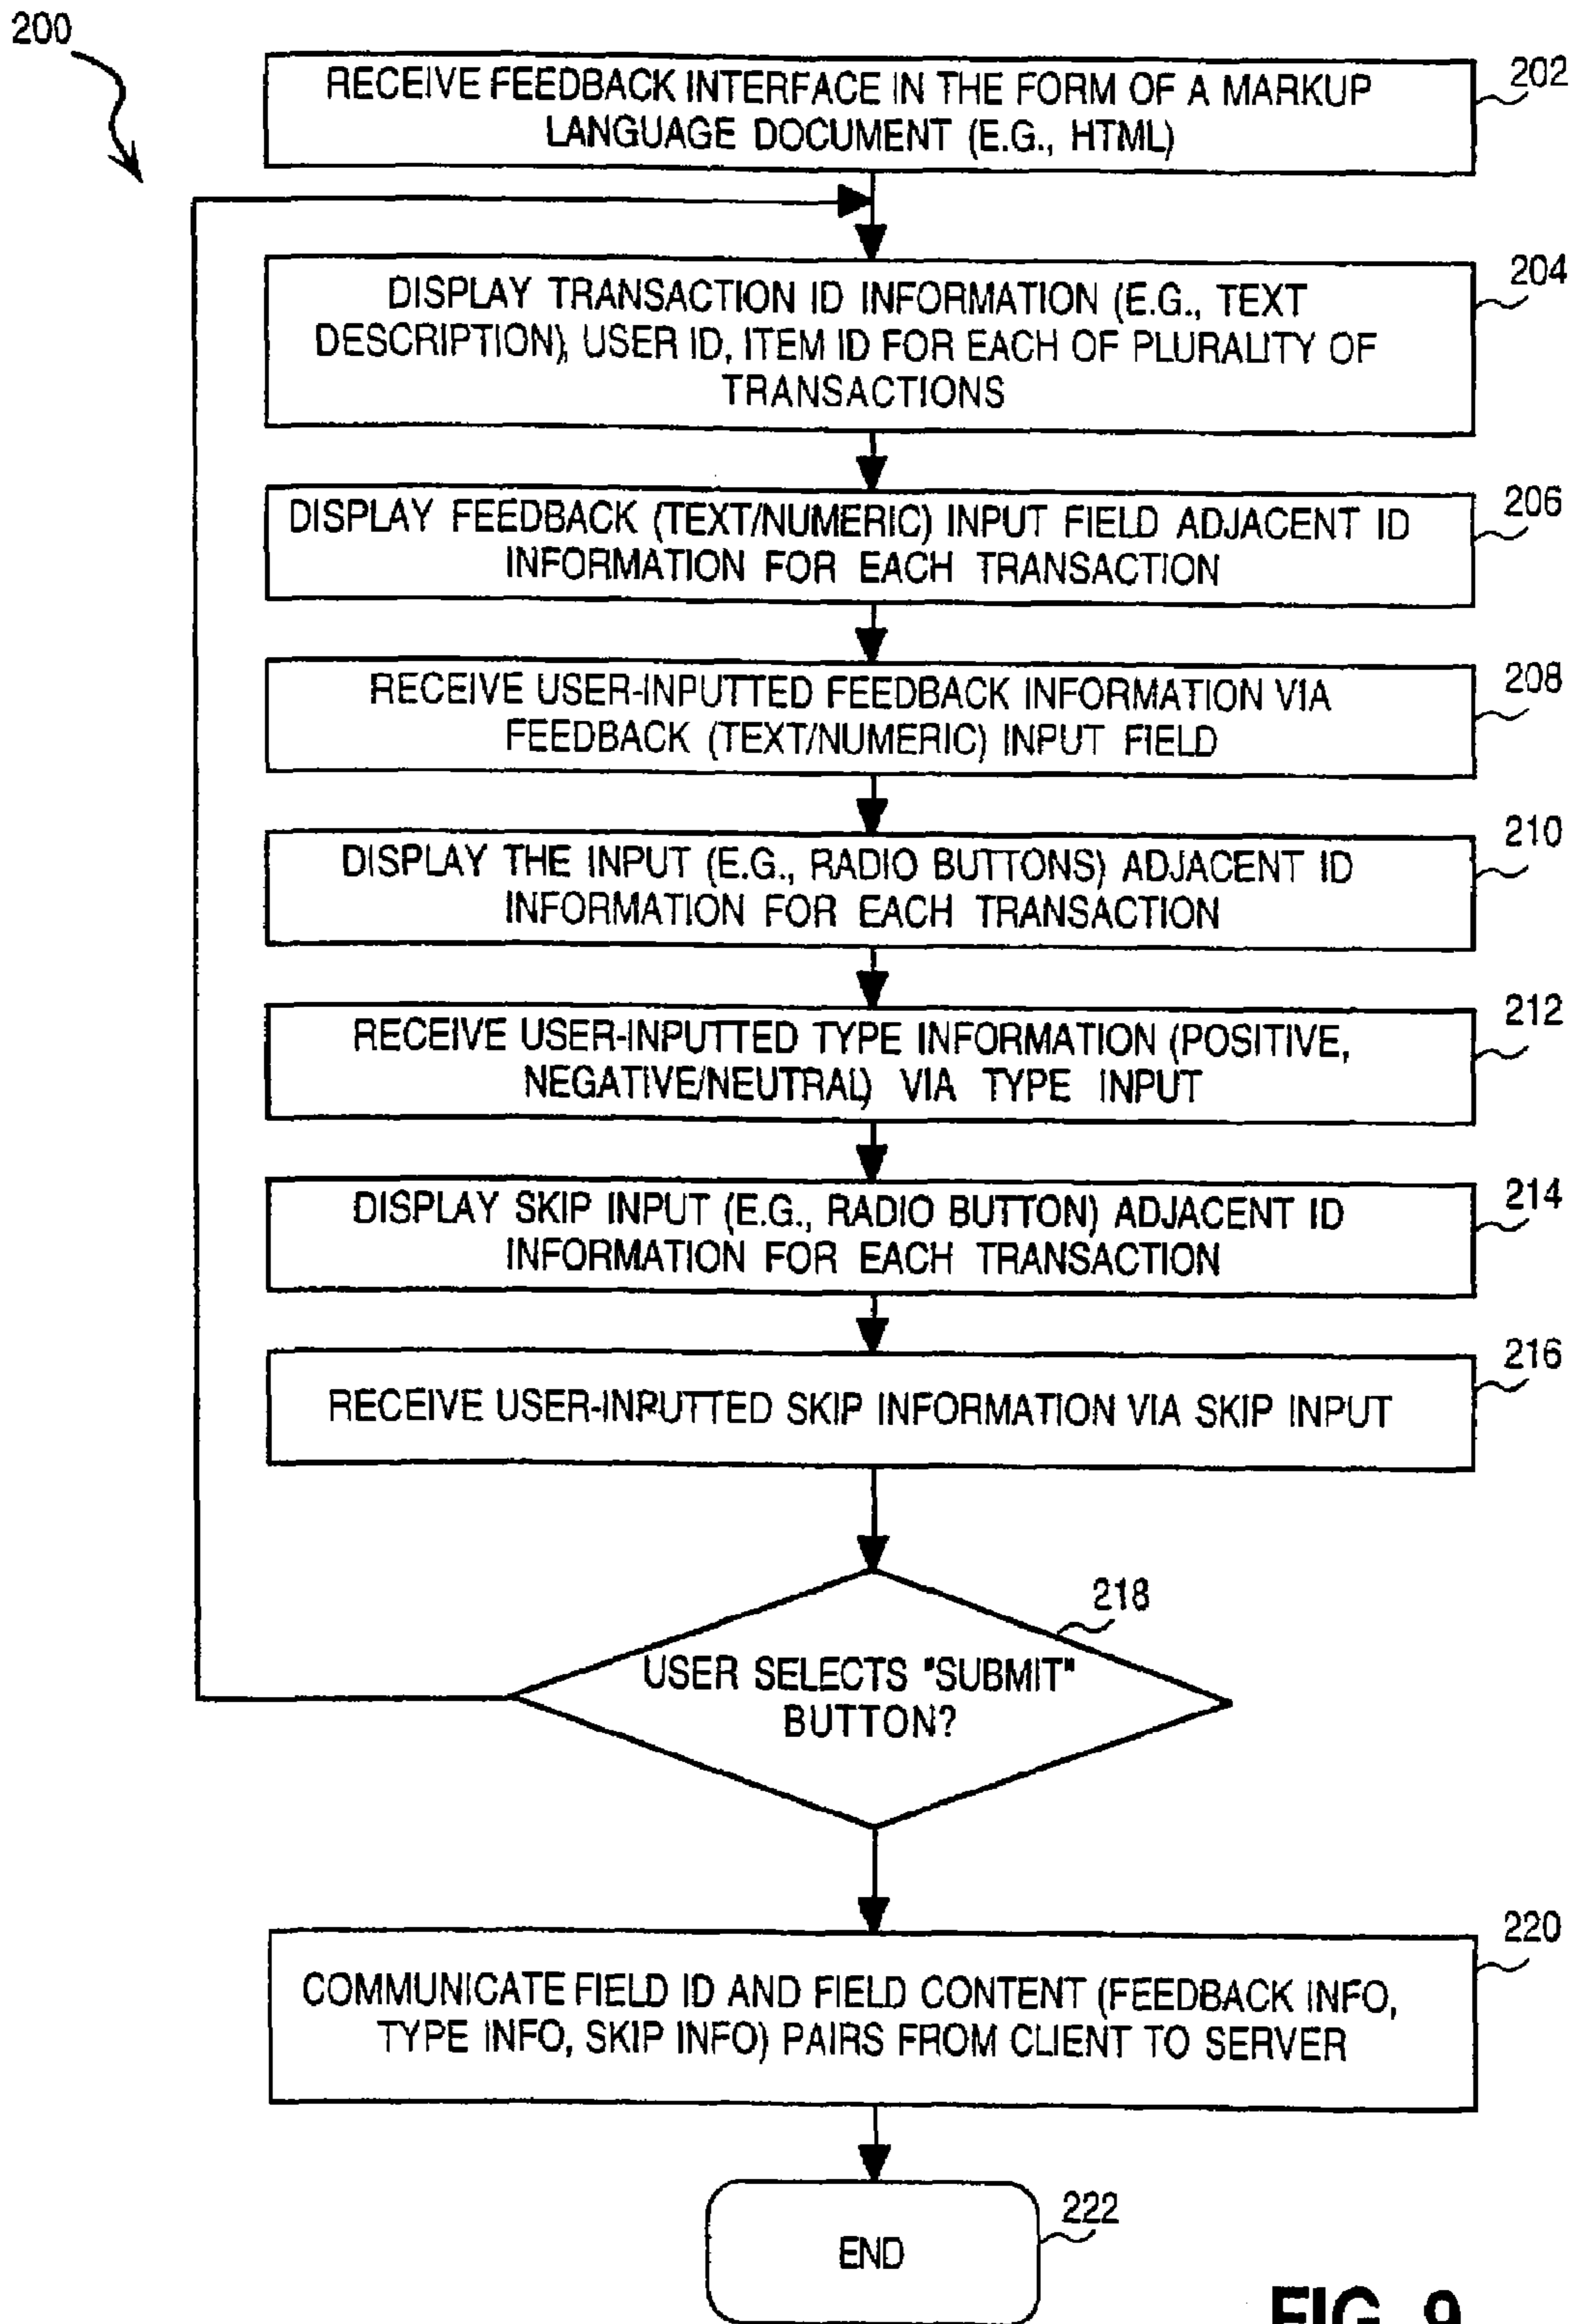 200
RECEIVE FEEDBACK INTERFACE IN THE FORM OF A MARKUP
LANGUAGE DOCUMENT (E.G., HTML)
202
DISPLAY TRANSACTION ID INFORMATION (E.G., TEXT
DESCRIPTION), USER ID, ITEM ID FOR EACH OF PLURALITY OF
TRANSACTIONS
204
DISPLAY FEEDBACK (TEXT/NUMERIC) INPUT FIELD ADJACENT ID
INFORMATION FOR EACH TRANSACTION
206
RECEIVE USER-INPUTTED FEEDBACK INFORMATION VIA
FEEDBACK (TEXT/NUMERIC) INPUT FIELD
208
DISPLAY THE INPUT (E.G., RADIO BUTTONS) ADJACENT ID
INFORMATION FOR EACH TRANSACTION
210
RECEIVE USER-INPUTTED TYPE INFORMATION (POSITIVE,
NEGATIVE/NEUTRAL) VIA TYPE INPUT
212
DISPLAY SKIP INPUT (E.G., RADIO BUTTON) ADJACENT ID
INFORMATION FOR EACH TRANSACTION
214
RECEIVE USER-INPUTTED SKIP INFORMATION VIA SKIP INPUT
216
218
USER SELECTS "SUBMIT"
BUTTON?
COMMUNICATE FIELD ID AND FIELD CONTENT (FEEDBACK INFO,
TYPE INFO, SKIP INFO) PAIRS FROM CLIENT TO SERVER
220
END
222
FIG. 9